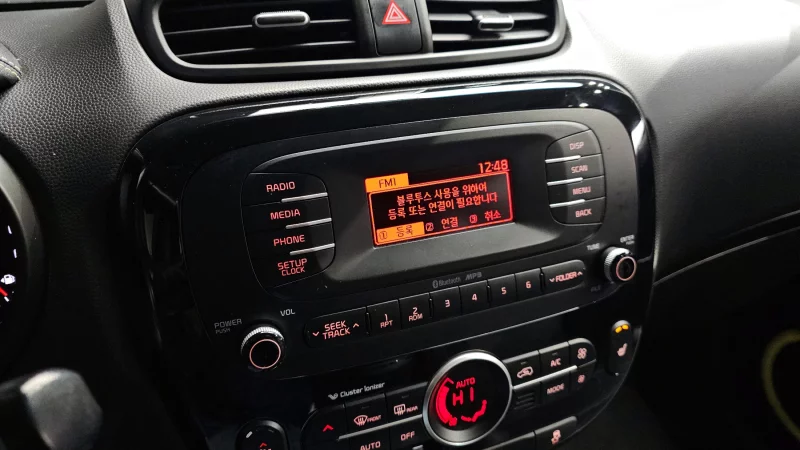 12:48
FM1
블루투스 사용을 위하여
등록 또는 연결이 필요합니다
① 등록 ② 연결 ③ 취소
RADIO
MEDIA
PHONE
SETUP
CLOCK
DISP
SCAN
MENU
BACK
Bluetooth MP3
TUNE
ENTER
POWER
PUSH
VOL
SEEK
TRACK
1 RPT
2 RDM
3
4
5
6
FOLDER
FILE
Cluster Ionizer
FRONT
REAR
AUTO
HI
A/C
MODE
AUTO
OFF